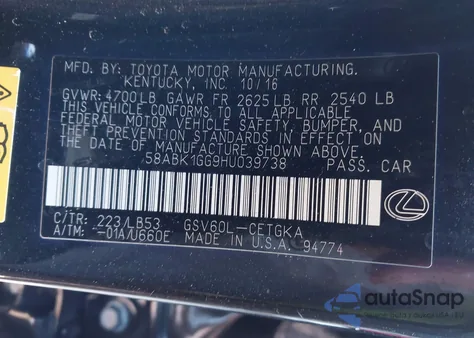 MFD. BY: TOYOTA MOTOR MANUFACTURING.
KENTUCKY, INC 10/16
GVWR: 4700LB GAWR FR 2625 LB RR 2540 LB
THIS VEHICLE CONFORMS TO ALL APPLICABLE
FEDERAL MOTOR VEHICLE SAFETY, BUMPER, AND
THEFT PREVENTION STANDARDS IN EFFECT ON
THE DATE OF MANUFACTURE SHOWN ABOVE.
58ABK1GG9HU039738 PASS. CAR
C/TR: 223/LB53 GSV60L-CETGKA
A/TM: -01A/U660E MADE IN U.S.A. 94774
autoSnap